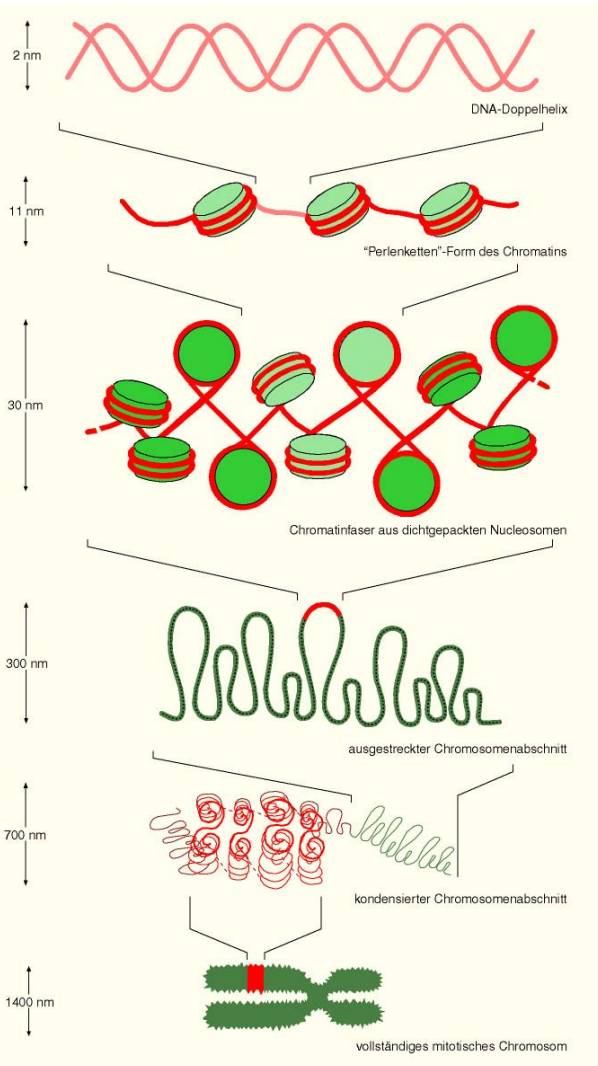 2 nm
DNA-Doppelhelix
11 nm
“Perlenketten”-Form des Chromatins
30 nm
Chromatinfaser aus dichtgepackten Nucleosomen
300 nm
ausgestreckter Chromosomenabschnitt
700 nm
kondensierter Chromosomenabschnitt
1400 nm
vollständiges mitotisches Chromosom